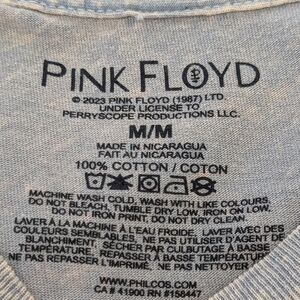 PINK FLOYD
© 2023 PINK FLOYD (1987) LTD.
UNDER LICENSE TO
PERRYSCOPE PRODUCTIONS LLC.
M/M
MADE IN NICARAGUA
FAIT AU NICARAGUA
100% COTTON / COTON
MACHINE WASH COLD, WASH WITH LIKE COLOURS,
DO NOT BLEACH, TUMBLE DRY LOW, IRON ON LOW,
DO NOT IRON PRINT, DO NOT DRY CLEAN.
LAVER À LA MACHINE À L'EAU FROIDE, LAVER AVEC DES
COULEURS SEMBLABLES, NE PAS UTILISER D'AGENT DE
BLANCHIMENT, SÉCHER PAR CULBUTAGE À BASSE
TEMPÉRATURE, REPASSER À BASSE TEMPÉRATURE
NE PAS REPASSER L'IMPRIMÉ, NE PAS NETTOYER
À
WWW.PHILCOS.COM
CA# 41900 RN #158447